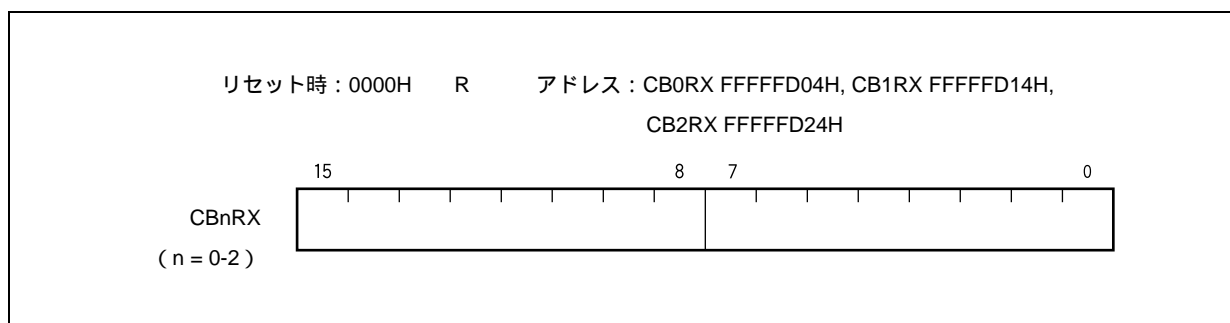 リセット時：0000H R アドレス：CB0RX FFFFFD04H, CB1RX FFFFFD14H,
CB2RX FFFFFD24H
15 8 7 0
CBnRX
（n = 0-2）